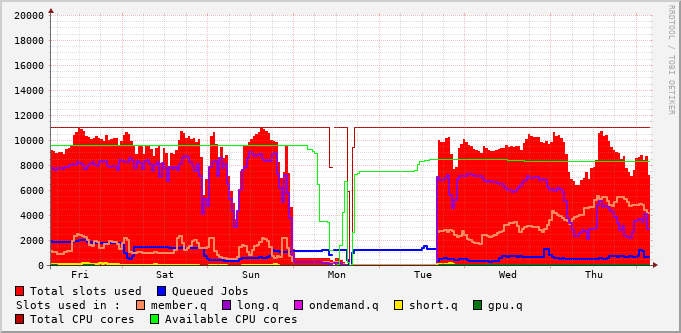 RRDTOOL / TOBI OETIKER
20000
18000
16000
14000
12000
10000
8000
6000
4000
2000
0
Fri Sat Sun Mon Tue Wed Thu
Total slots used Queued Jobs
Slots used in : member.q long.q ondemand.q short.q gpu.q
Total CPU cores Available CPU cores